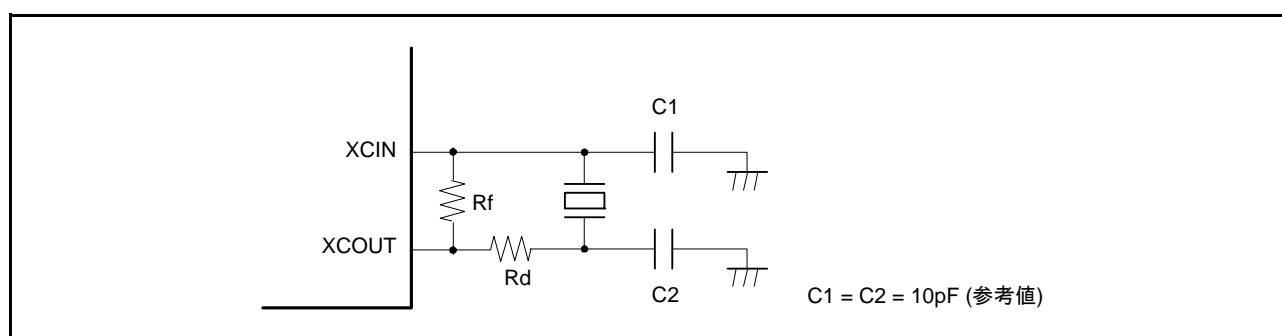 C1
XCIN
Rf
XCOUT
Rd
C2
C1 = C2 = 10pF (参考値)